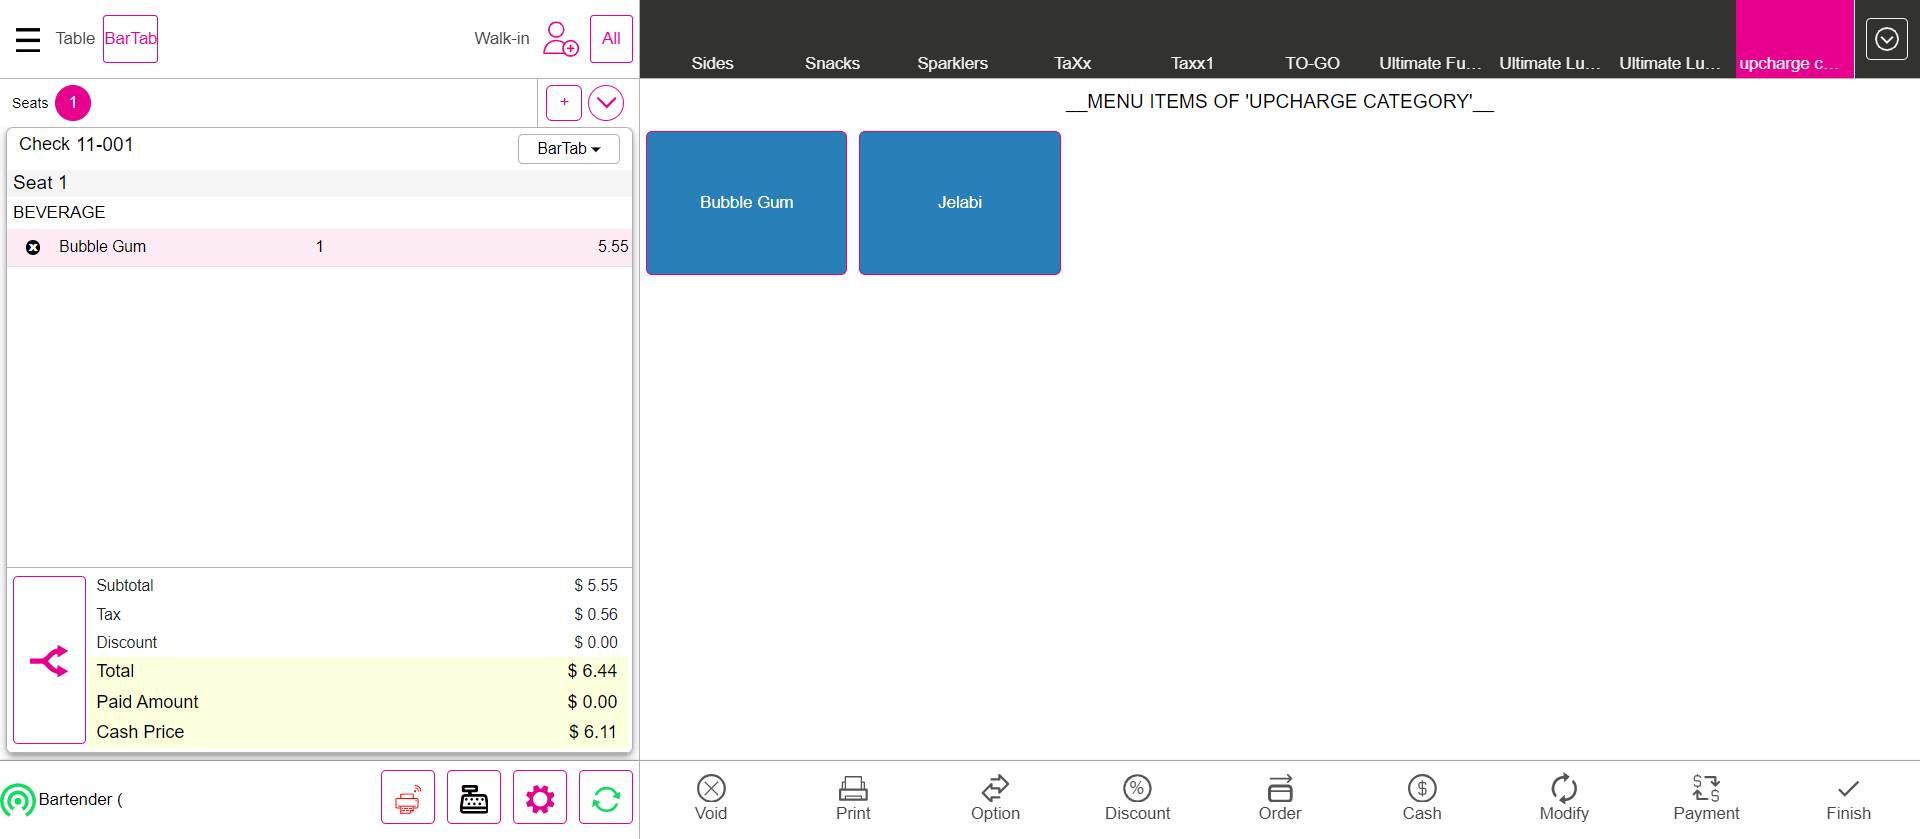 Table
BarTab
Walk-in
All
Sides
Snacks
Sparklers
TaXx
Taxx1
TO-GO
Ultimate Fu...
Ultimate Lu...
Ultimate Lu...
upcharge c...
Seats 1
+
__MENU ITEMS OF 'UPCHARGE CATEGORY'__
Check 11-001
BarTab
Seat 1
BEVERAGE
Bubble Gum 1 5.55
Bubble Gum
Jelabi
Subtotal $ 5.55
Tax $ 0.56
Discount $ 0.00
Total $ 6.44
Paid Amount $ 0.00
Cash Price $ 6.11
Bartender (
Void
Print
Option
Discount
Order
Cash
Modify
Payment
Finish